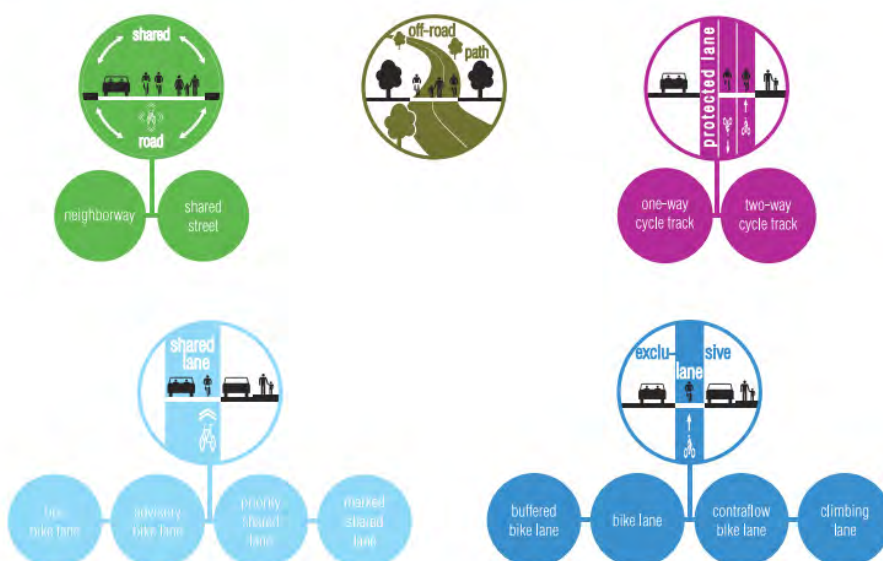 shared
road
neighborway
shared
street
off-road
path
protected lane
one-way
cycle track
two-way
cycle track
shared
lane
bus
bike lane
advisory
bike lane
priority
shared
lane
marked
shared
lane
exclu-sive
lane
buffered
bike lane
bike lane
contraflow
bike lane
climbing
lane